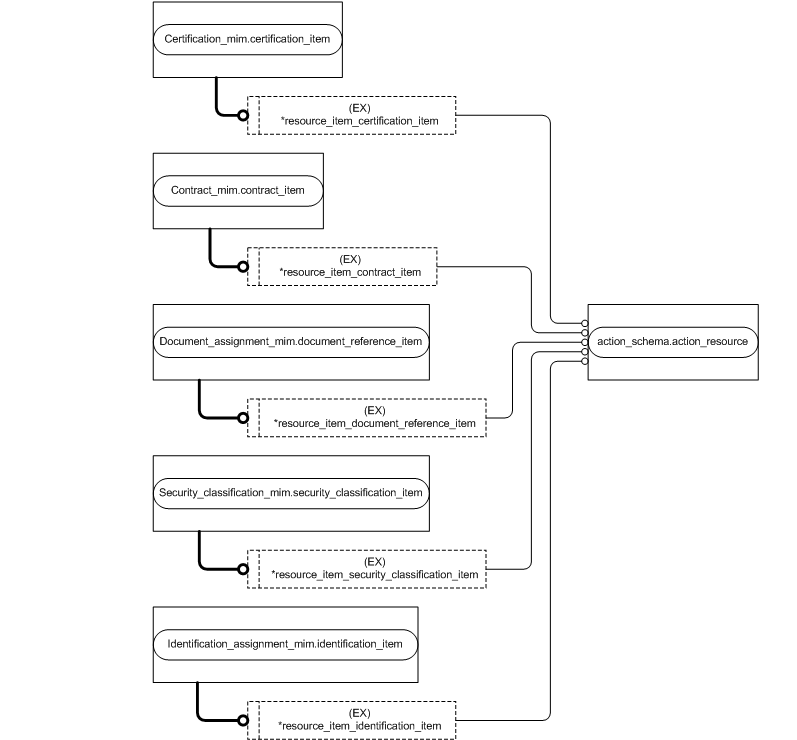 Certification_mim.certification_item
(EX)
*resource_item_certification_item
Contract_mim.contract_item
(EX)
*resource_item_contract_item
Document_assignment_mim.document_reference_item
action_schema.action_resource
(EX)
*resource_item_document_reference_item
Security_classification_mim.security_classification_item
(EX)
*resource_item_security_classification_item
Identification_assignment_mim.identification_item
(EX)
*resource_item_identification_item